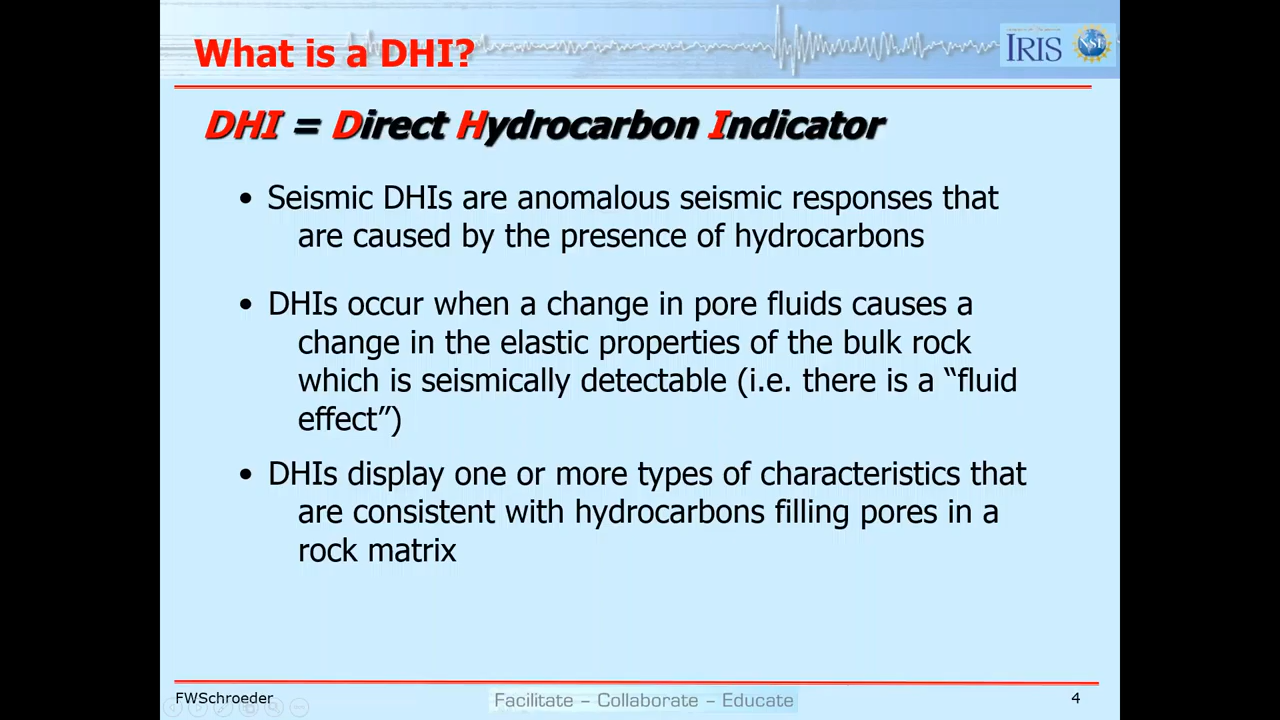 What is a DHI?
IRIS
NSF
DHI = Direct Hydrocarbon Indicator
• Seismic DHIs are anomalous seismic responses that
are caused by the presence of hydrocarbons
• DHIs occur when a change in pore fluids causes a
change in the elastic properties of the bulk rock
which is seismically detectable (i.e. there is a “fluid
effect”)
• DHIs display one or more types of characteristics that
are consistent with hydrocarbons filling pores in a
rock matrix
FWSchroeder
Facilitate – Collaborate – Educate
4